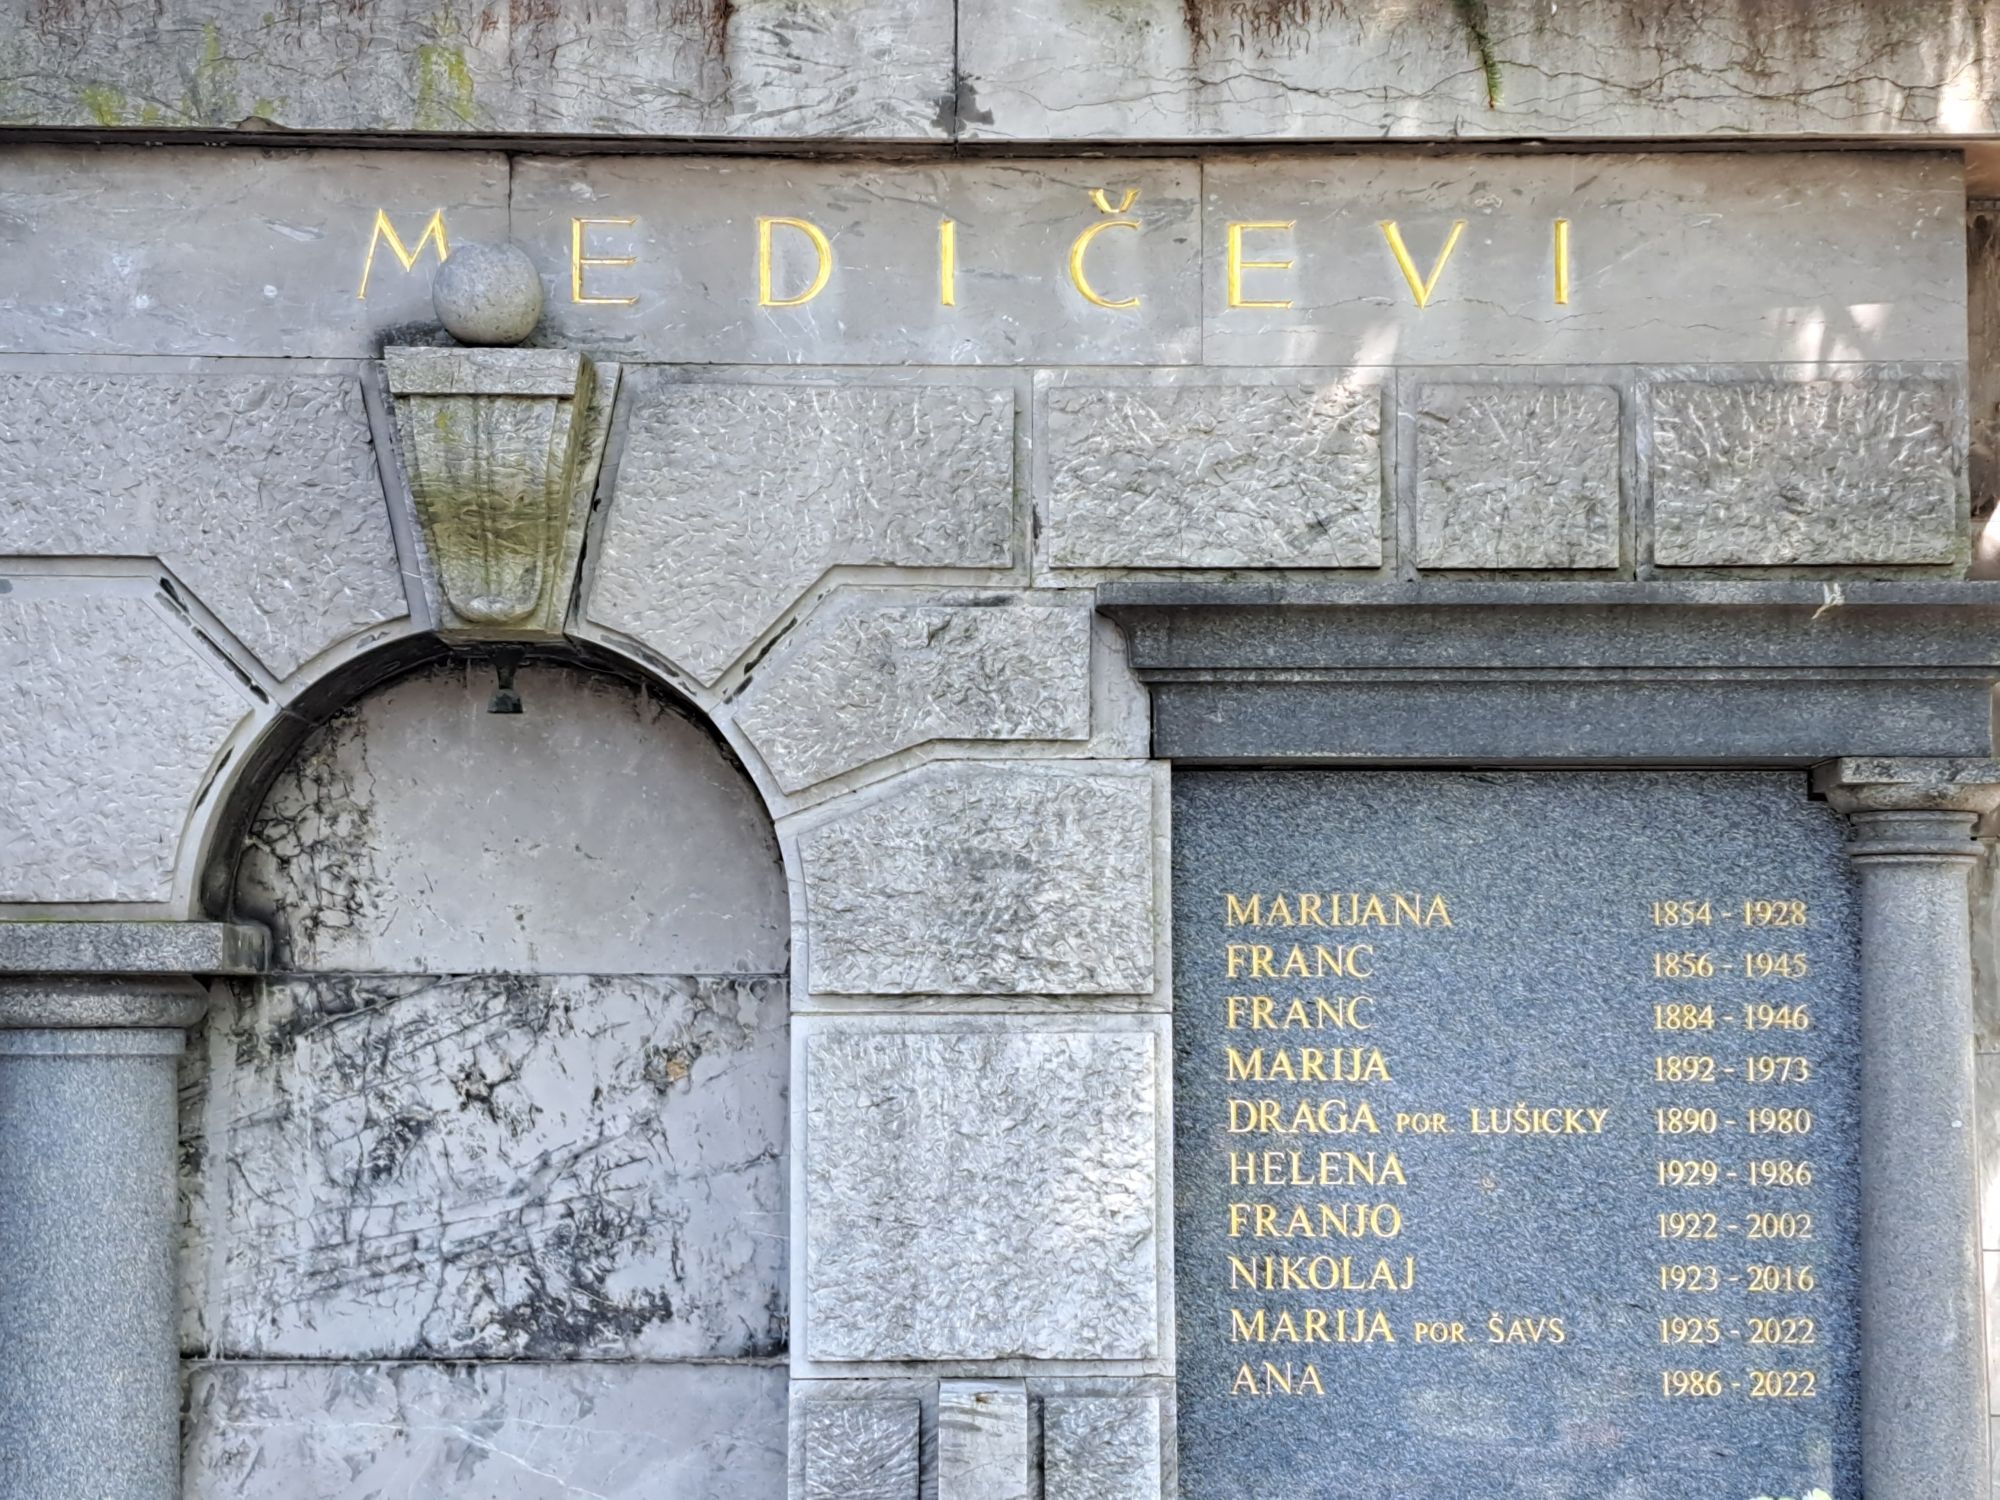 MEDIČEVI
MARIJANA 1854 - 1928
FRANC 1856 - 1945
FRANC 1884 - 1946
MARIJA 1892 - 1973
DRAGA POR. LUŠICKY 1890 - 1980
HELENA 1929 - 1986
FRANJO 1922 - 2002
NIKOLAJ 1923 - 2016
MARIJA POR. ŠAVS 1925 - 2022
ANA 1986 - 2022